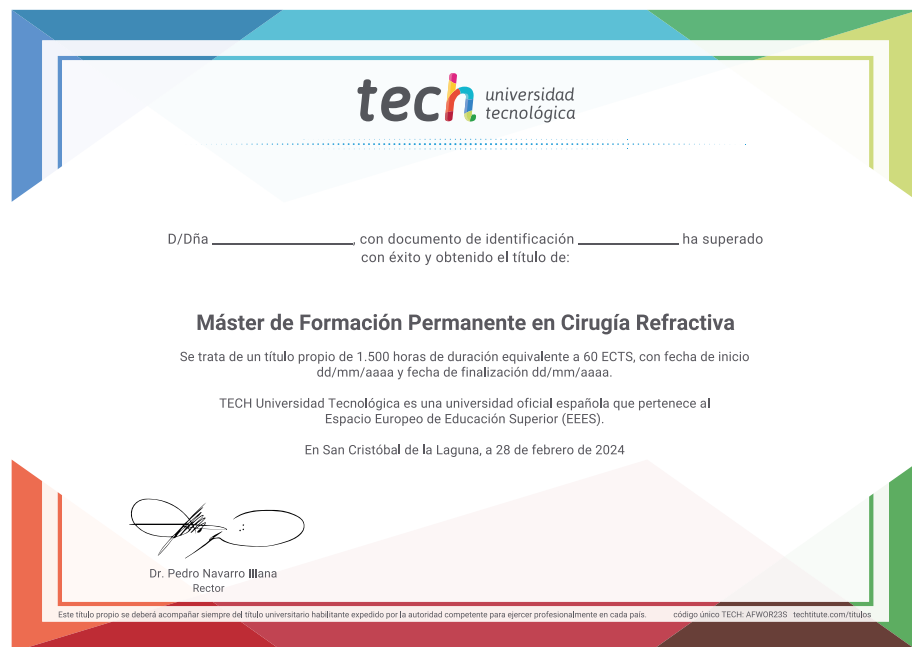 tech universidad
tecnológica
D/Dña ______________, con documento de identificación __________ ha superado
con éxito y obtenido el título de:
Máster de Formación Permanente en Cirugía Refractiva
Se trata de un título propio de 1.500 horas de duración equivalente a 60 ECTS, con fecha de inicio
dd/mm/aaaa y fecha de finalización dd/mm/aaaa.
TECH Universidad Tecnológica es una universidad oficial española que pertenece al
Espacio Europeo de Educación Superior (EEES).
En San Cristóbal de la Laguna, a 28 de febrero de 2024
Dr. Pedro Navarro Illana
Rector
Este título propio se deberá acompañar siempre del título universitario habilitante expedido por la autoridad competente para ejercer profesionalmente en cada país. código único TECH: AFWOR23S techtitute.com/titulos